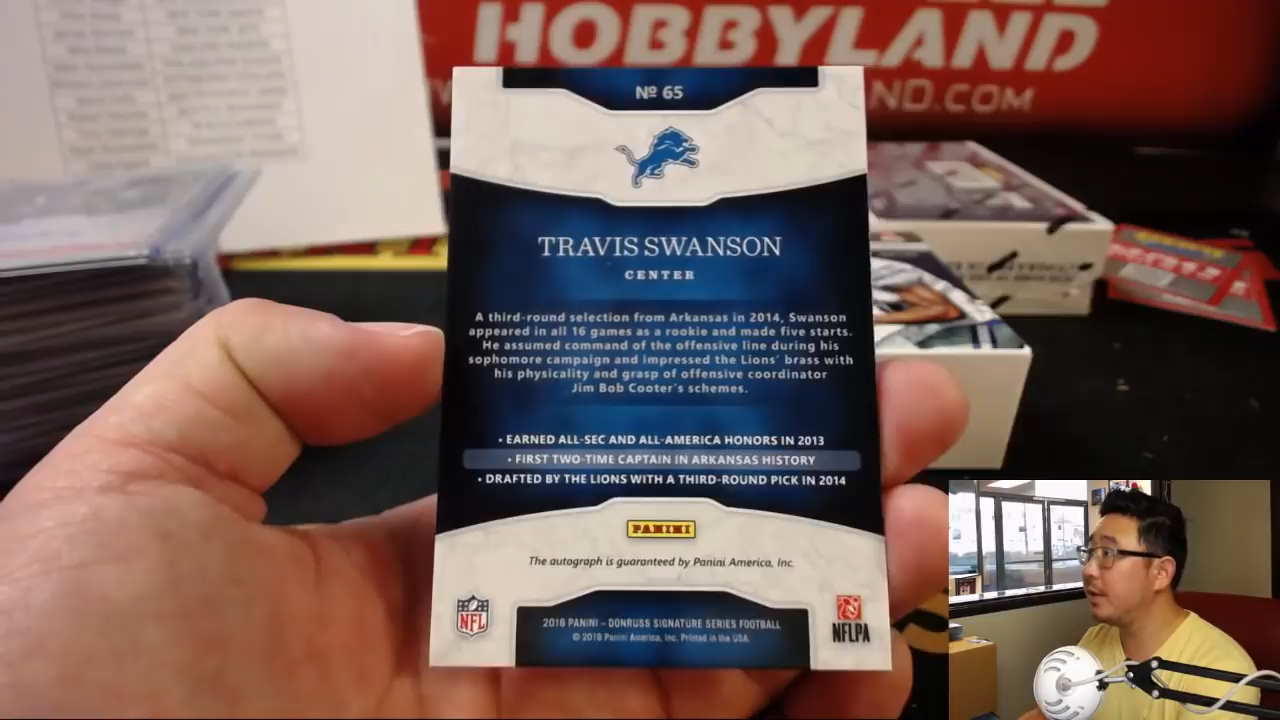 HOBBYLAND
ND.COM
Nº 65
TRAVIS SWANSON
CENTER
A third-round selection from Arkansas in 2014, Swanson
appeared in all 16 games as a rookie and made five starts.
He assumed command of the offensive line during his
sophomore campaign and impressed the Lions' brass with
his physicality and grasp of offensive coordinator
Jim Bob Cooter's schemes.
• EARNED ALL-SEC AND ALL-AMERICA HONORS IN 2013
• FIRST TWO-TIME CAPTAIN IN ARKANSAS HISTORY
• DRAFTED BY THE LIONS WITH A THIRD-ROUND PICK IN 2014
PANINI
The autograph is guaranteed by Panini America, Inc.
NFL
NFLPA
2016 PANINI – DONRUSS SIGNATURE SERIES FOOTBALL
© 2016 Panini America, Inc. Printed in the USA.